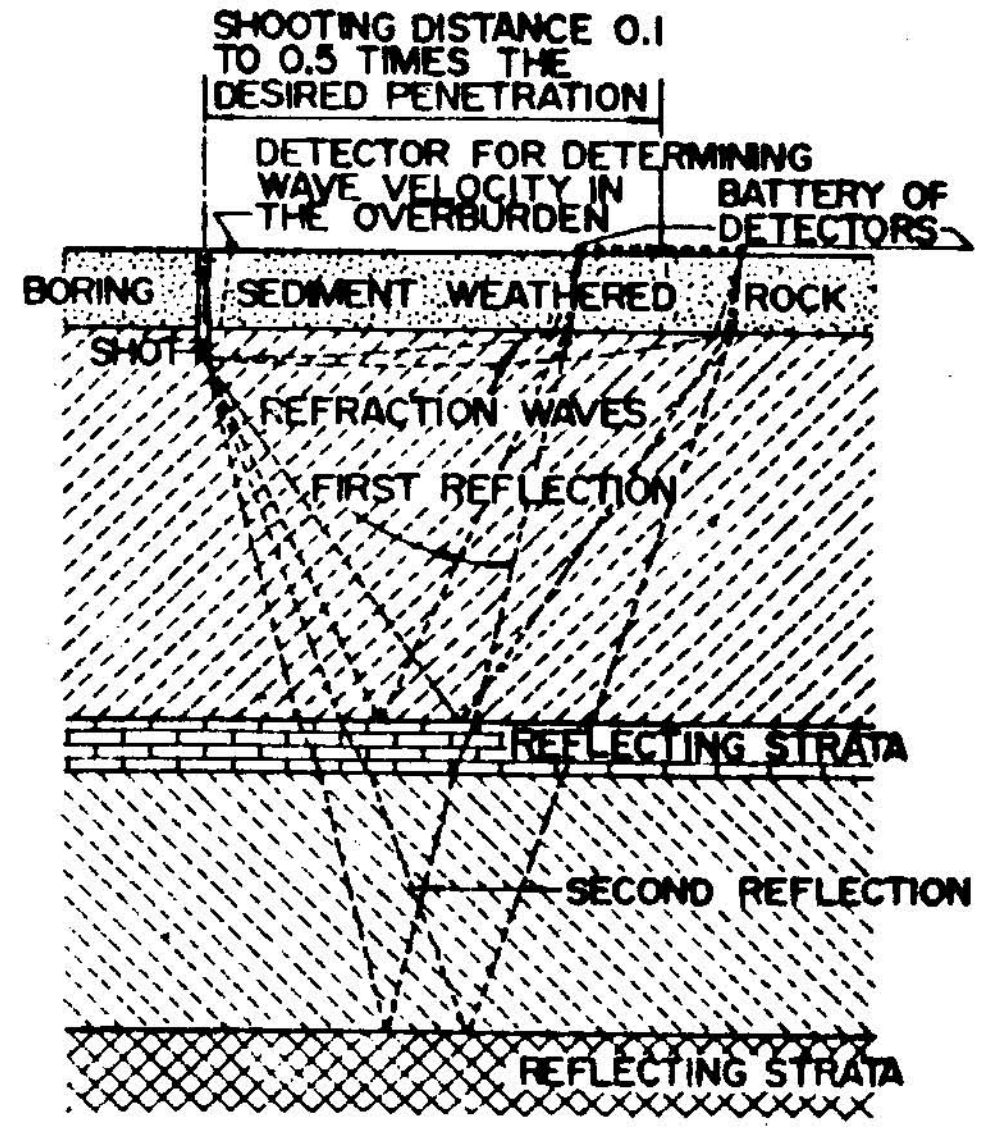 SHOOTING DISTANCE 0.1
TO 0.5 TIMES THE
DESIRED PENETRATION
DETECTOR FOR DETERMINING
WAVE VELOCITY IN
THE OVERBURDEN
BATTERY OF
DETECTORS
BORING
SEDIMENT WEATHERED ROCK
SHOT
REFRACTION WAVES
FIRST REFLECTION
REFLECTING STRATA
SECOND REFLECTION
REFLECTING STRATA